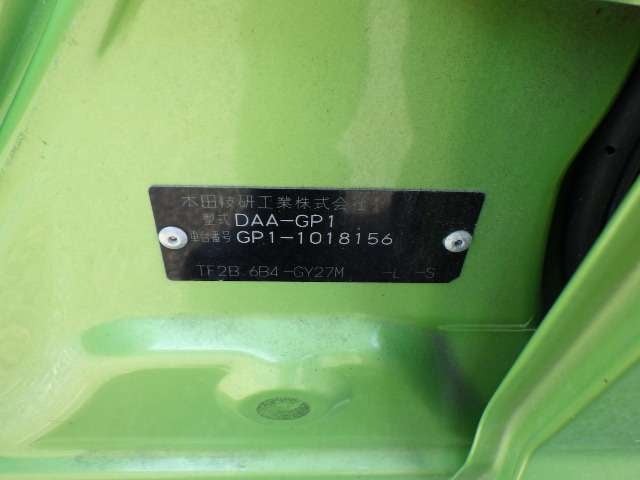 本田技研工業株式会社
型式 DAA-GP1
車台番号 GP1-1018156
TF2B 6B4-GY27M -L -S